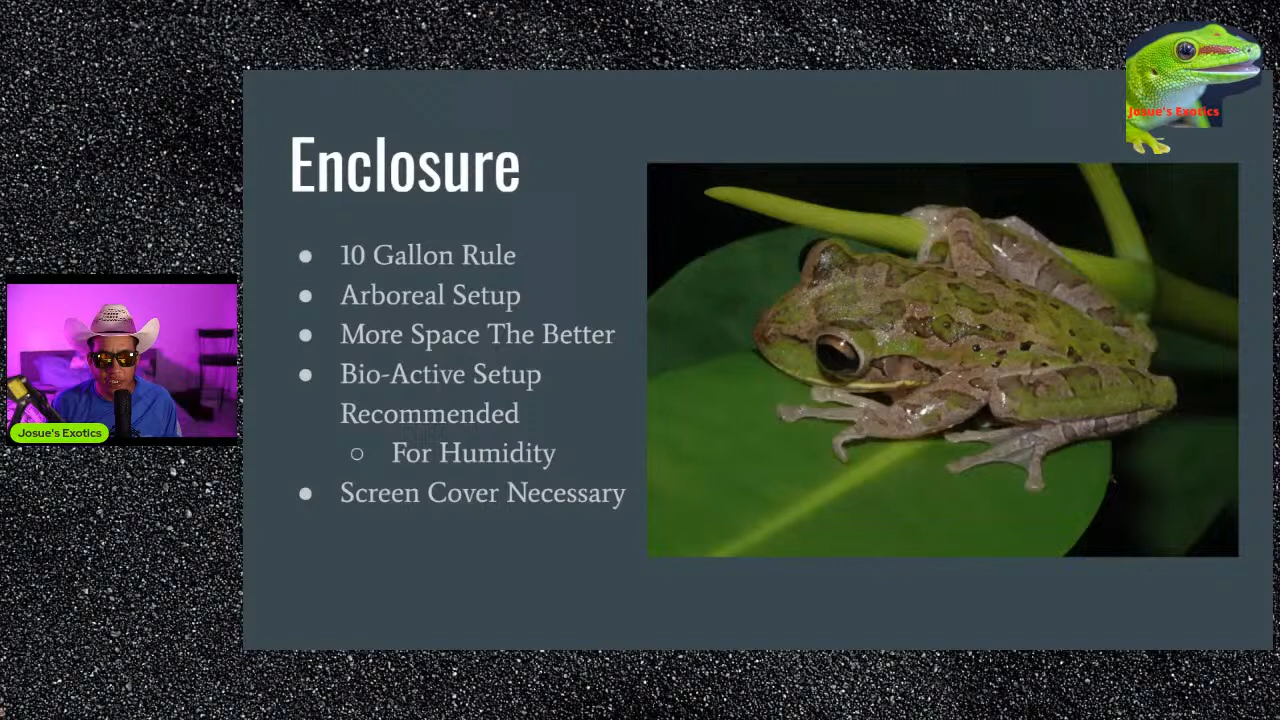 Josue's Exotics
Enclosure
● 10 Gallon Rule
● Arboreal Setup
● More Space The Better
● Bio-Active Setup
Recommended
○ For Humidity
● Screen Cover Necessary
Josue's Exotics